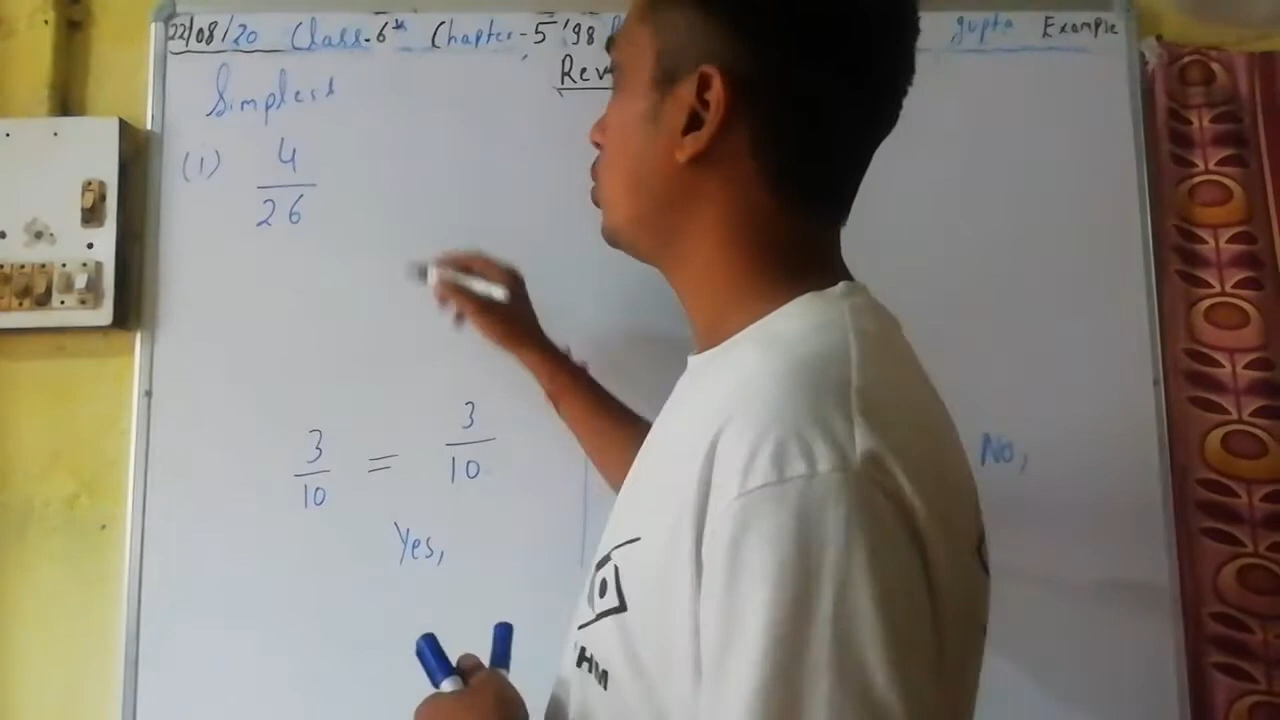 22/08/20 Class-6th Chapter-5 '98 gupta Example
Rev
Simplest
(i) 4
26
3 = 3
10 10
Yes,
No,
HM